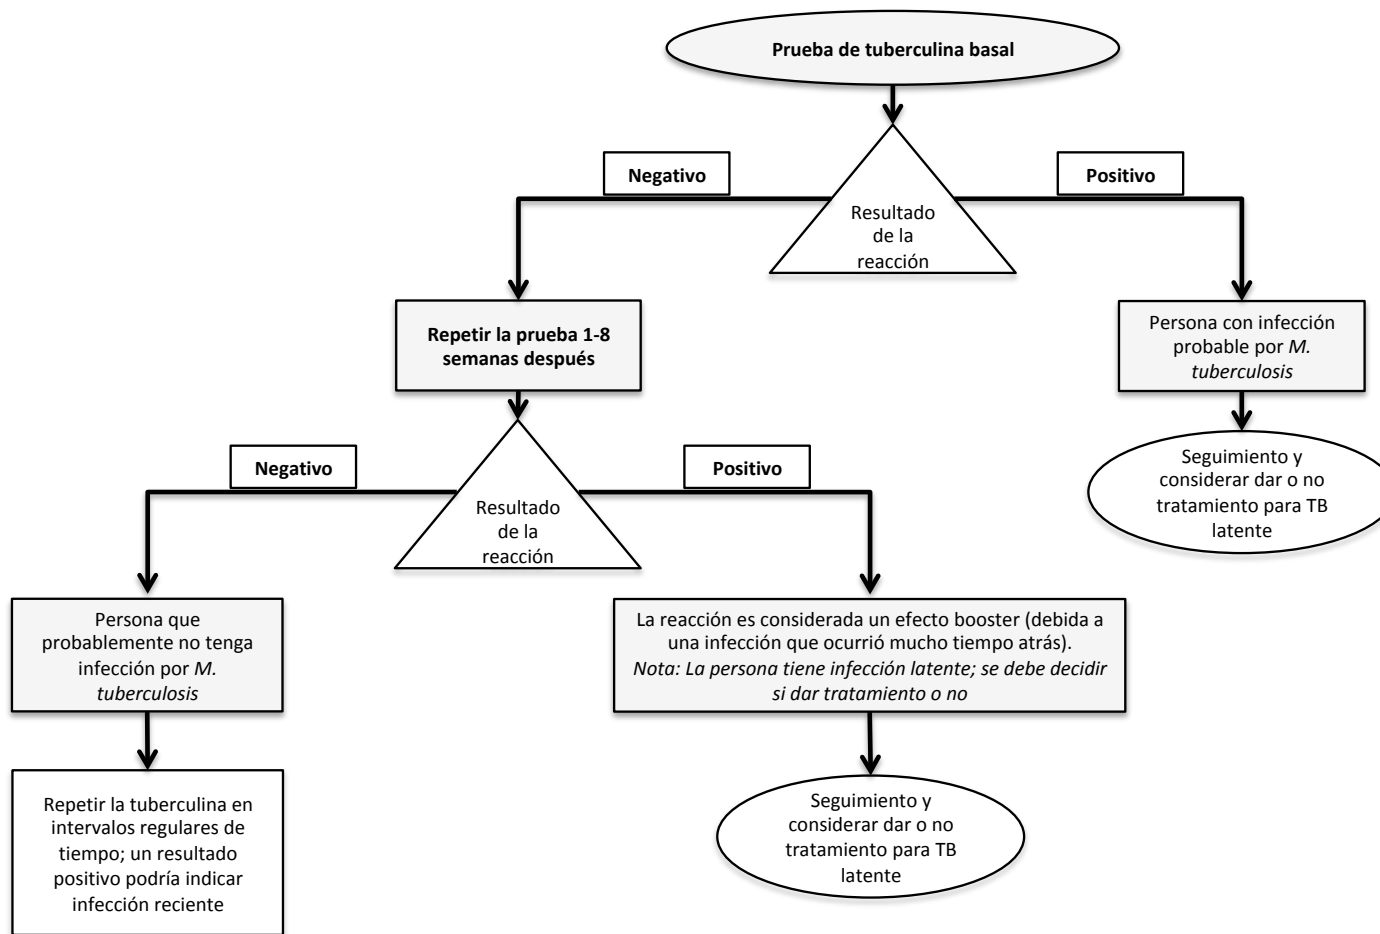 Prueba de tuberculina basal
Negativo
Positivo
Resultado
de la
reacción
Repetir la prueba 1-8
semanas después
Persona con infección
probable por M.
tuberculosis
Seguimiento y
considerar dar o no
tratamiento para TB
latente
Negativo
Positivo
Resultado
de la
reacción
Persona que
probablemente no tenga
infección por M.
tuberculosis
La reacción es considerada un efecto booster (debida a
una infección que ocurrió mucho tiempo atrás).
Nota: La persona tiene infección latente; se debe decidir
si dar tratamiento o no
Repetir la tuberculina en
intervalos regulares de
tiempo; un resultado
positivo podría indicar
infección reciente
Seguimiento y
considerar dar o no
tratamiento para TB
latente